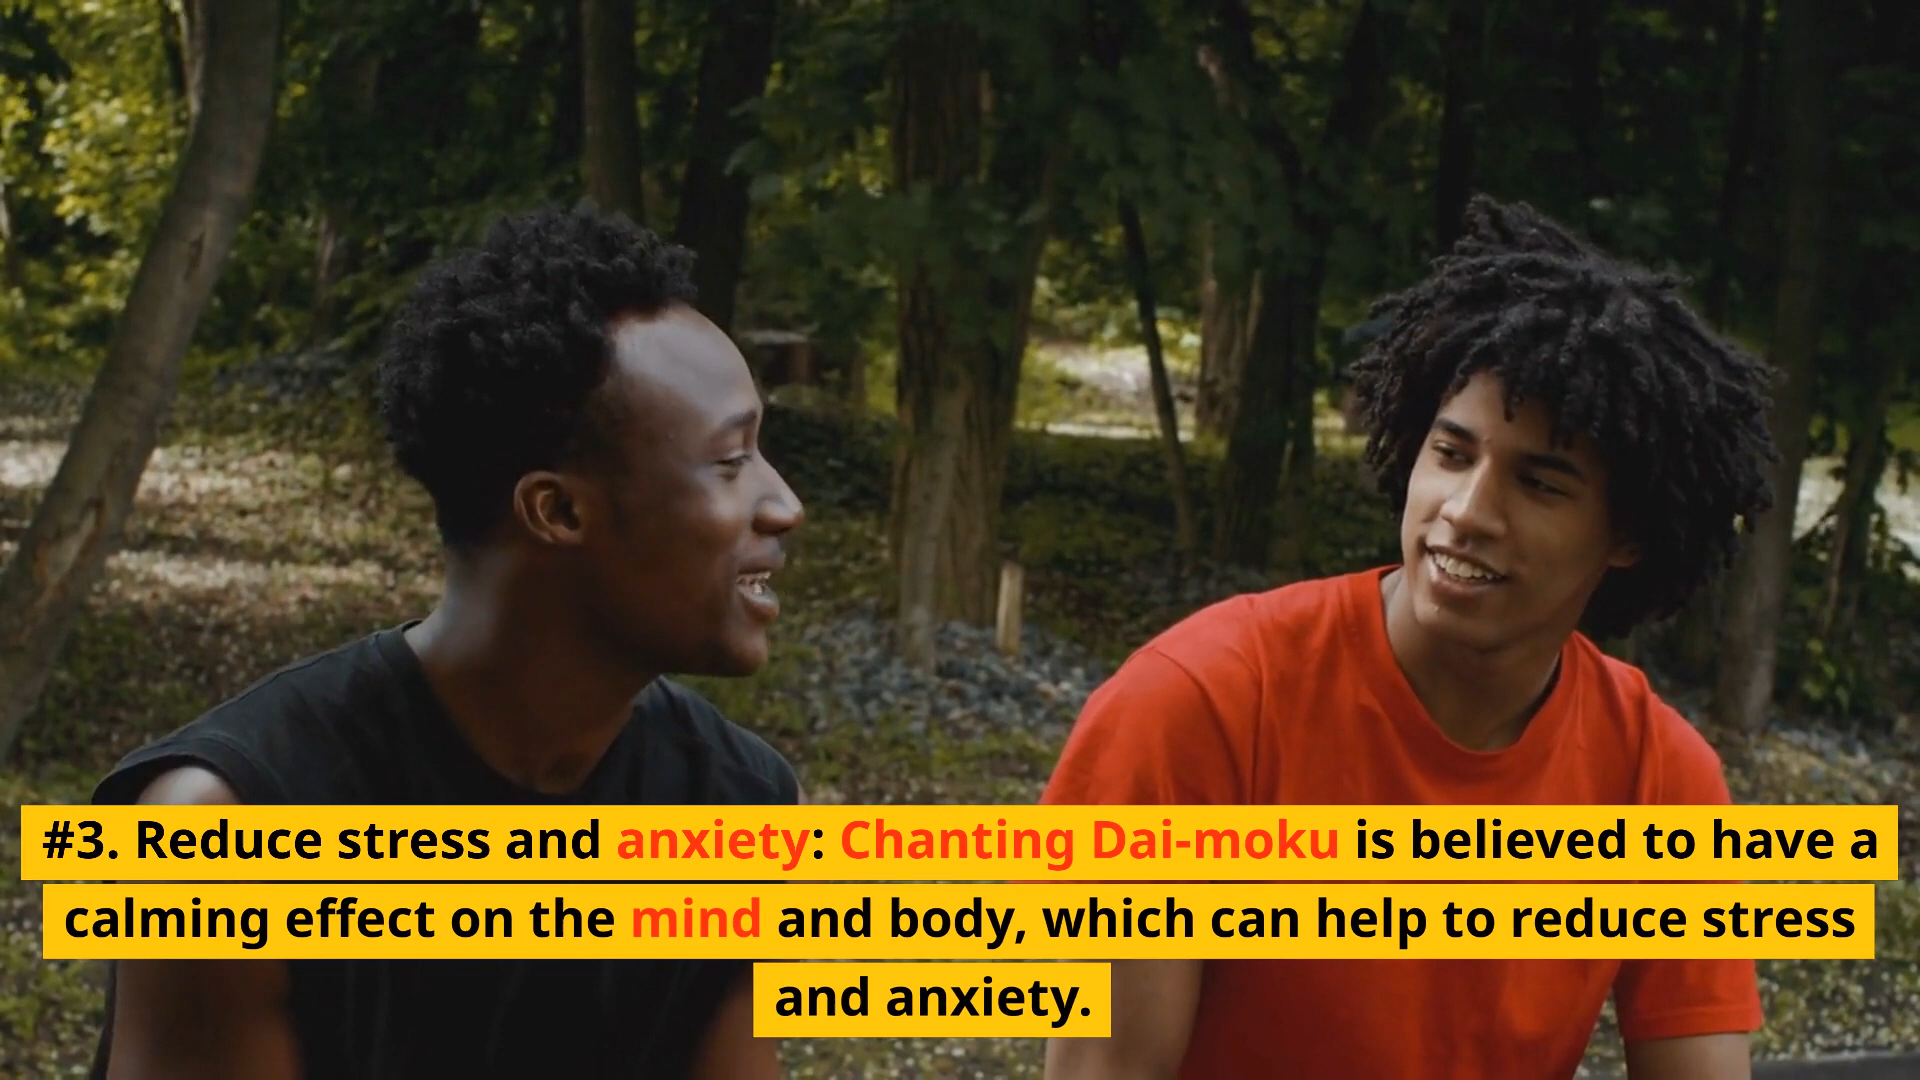 #3. Reduce stress and anxiety: Chanting Dai-moku is believed to have a
calming effect on the mind and body, which can help to reduce stress
and anxiety.